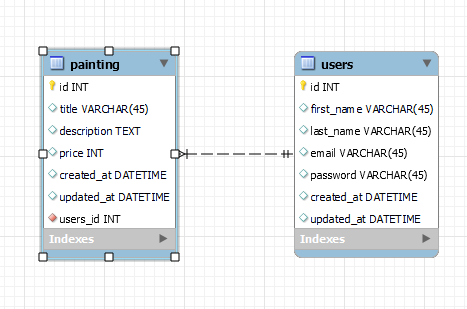 painting
id INT
title VARCHAR(45)
description TEXT
price INT
created_at DATETIME
updated_at DATETIME
users_id INT
Indexes
users
id INT
first_name VARCHAR(45)
last_name VARCHAR(45)
email VARCHAR(45)
password VARCHAR(45)
created_at DATETIME
updated_at DATETIME
Indexes